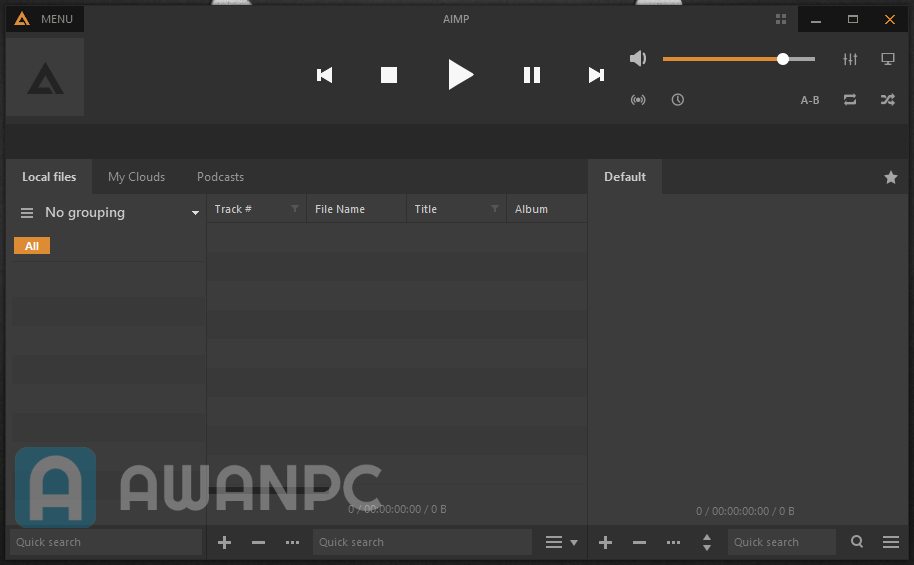 MENU
AIMP
A-B
Local files
My Clouds
Podcasts
Default
No grouping
Track #
File Name
Title
Album
All
AWANPC
0 / 00:00:00:00 / 0 B
0 / 00:00:00:00 / 0 B
Quick search
Quick search
Quick search